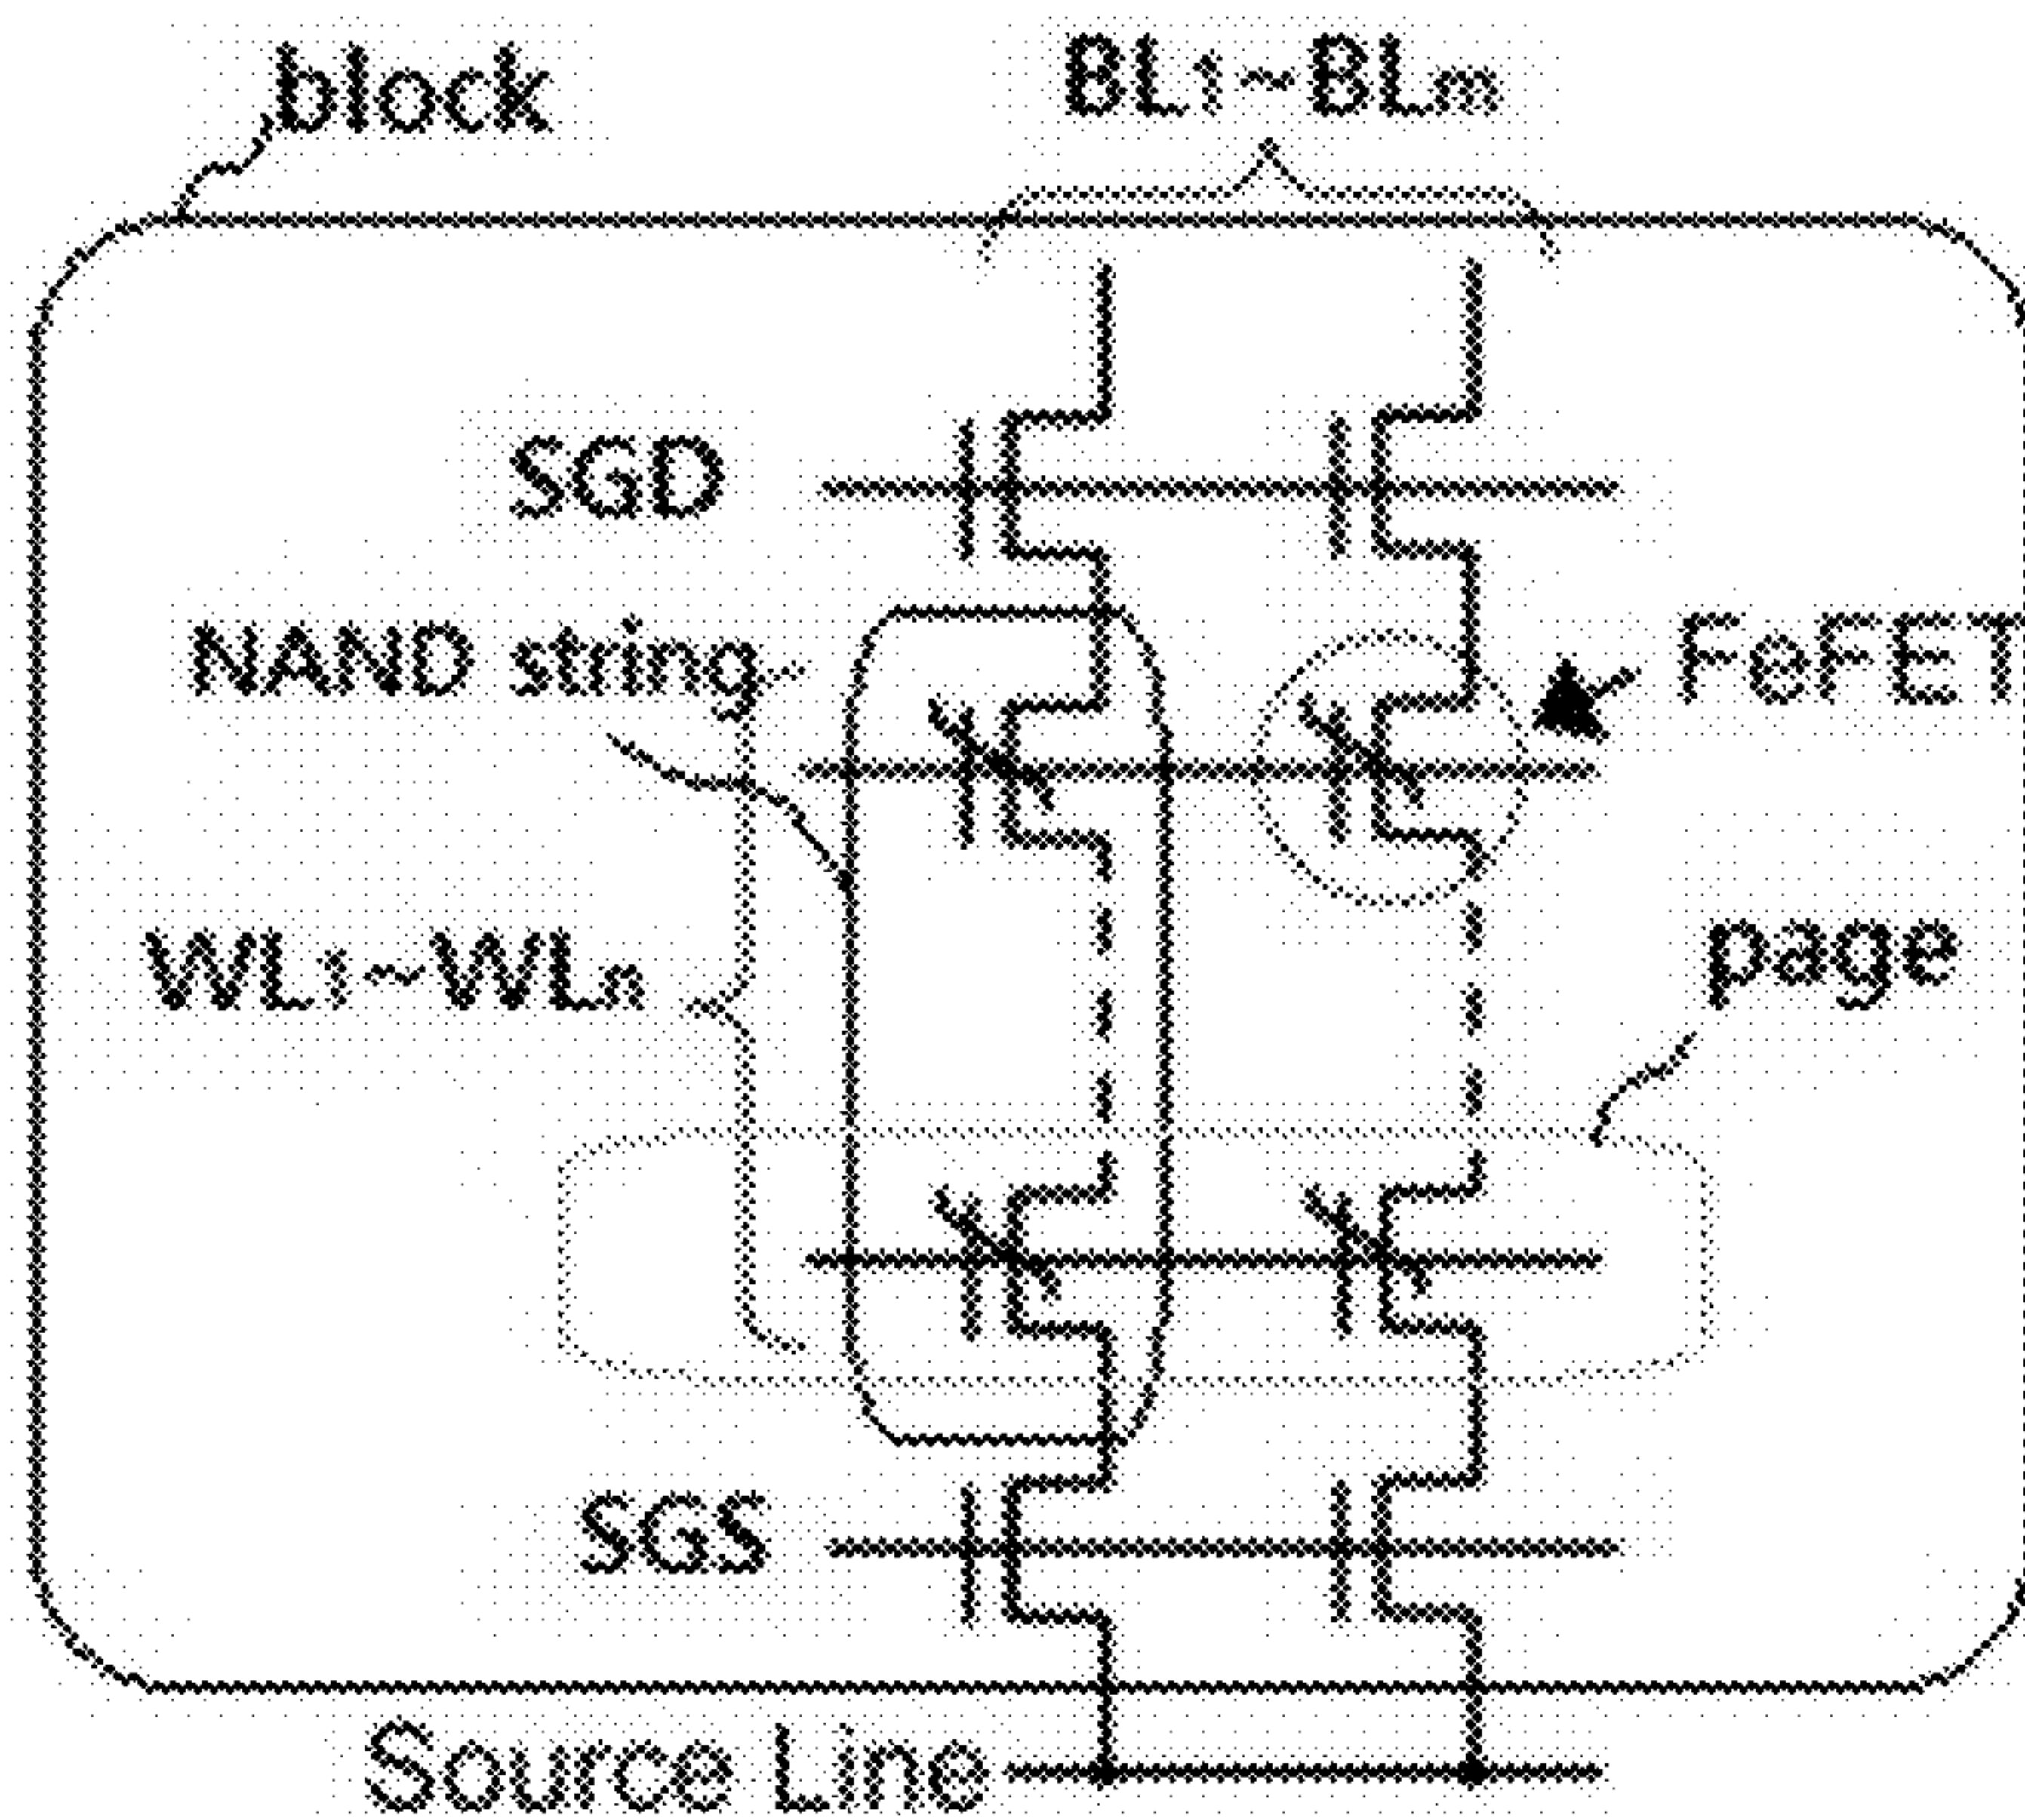 block
BL1~BLm
SGD
NAND string
FeFET
WL1~WLn
page
SGS
Source Line